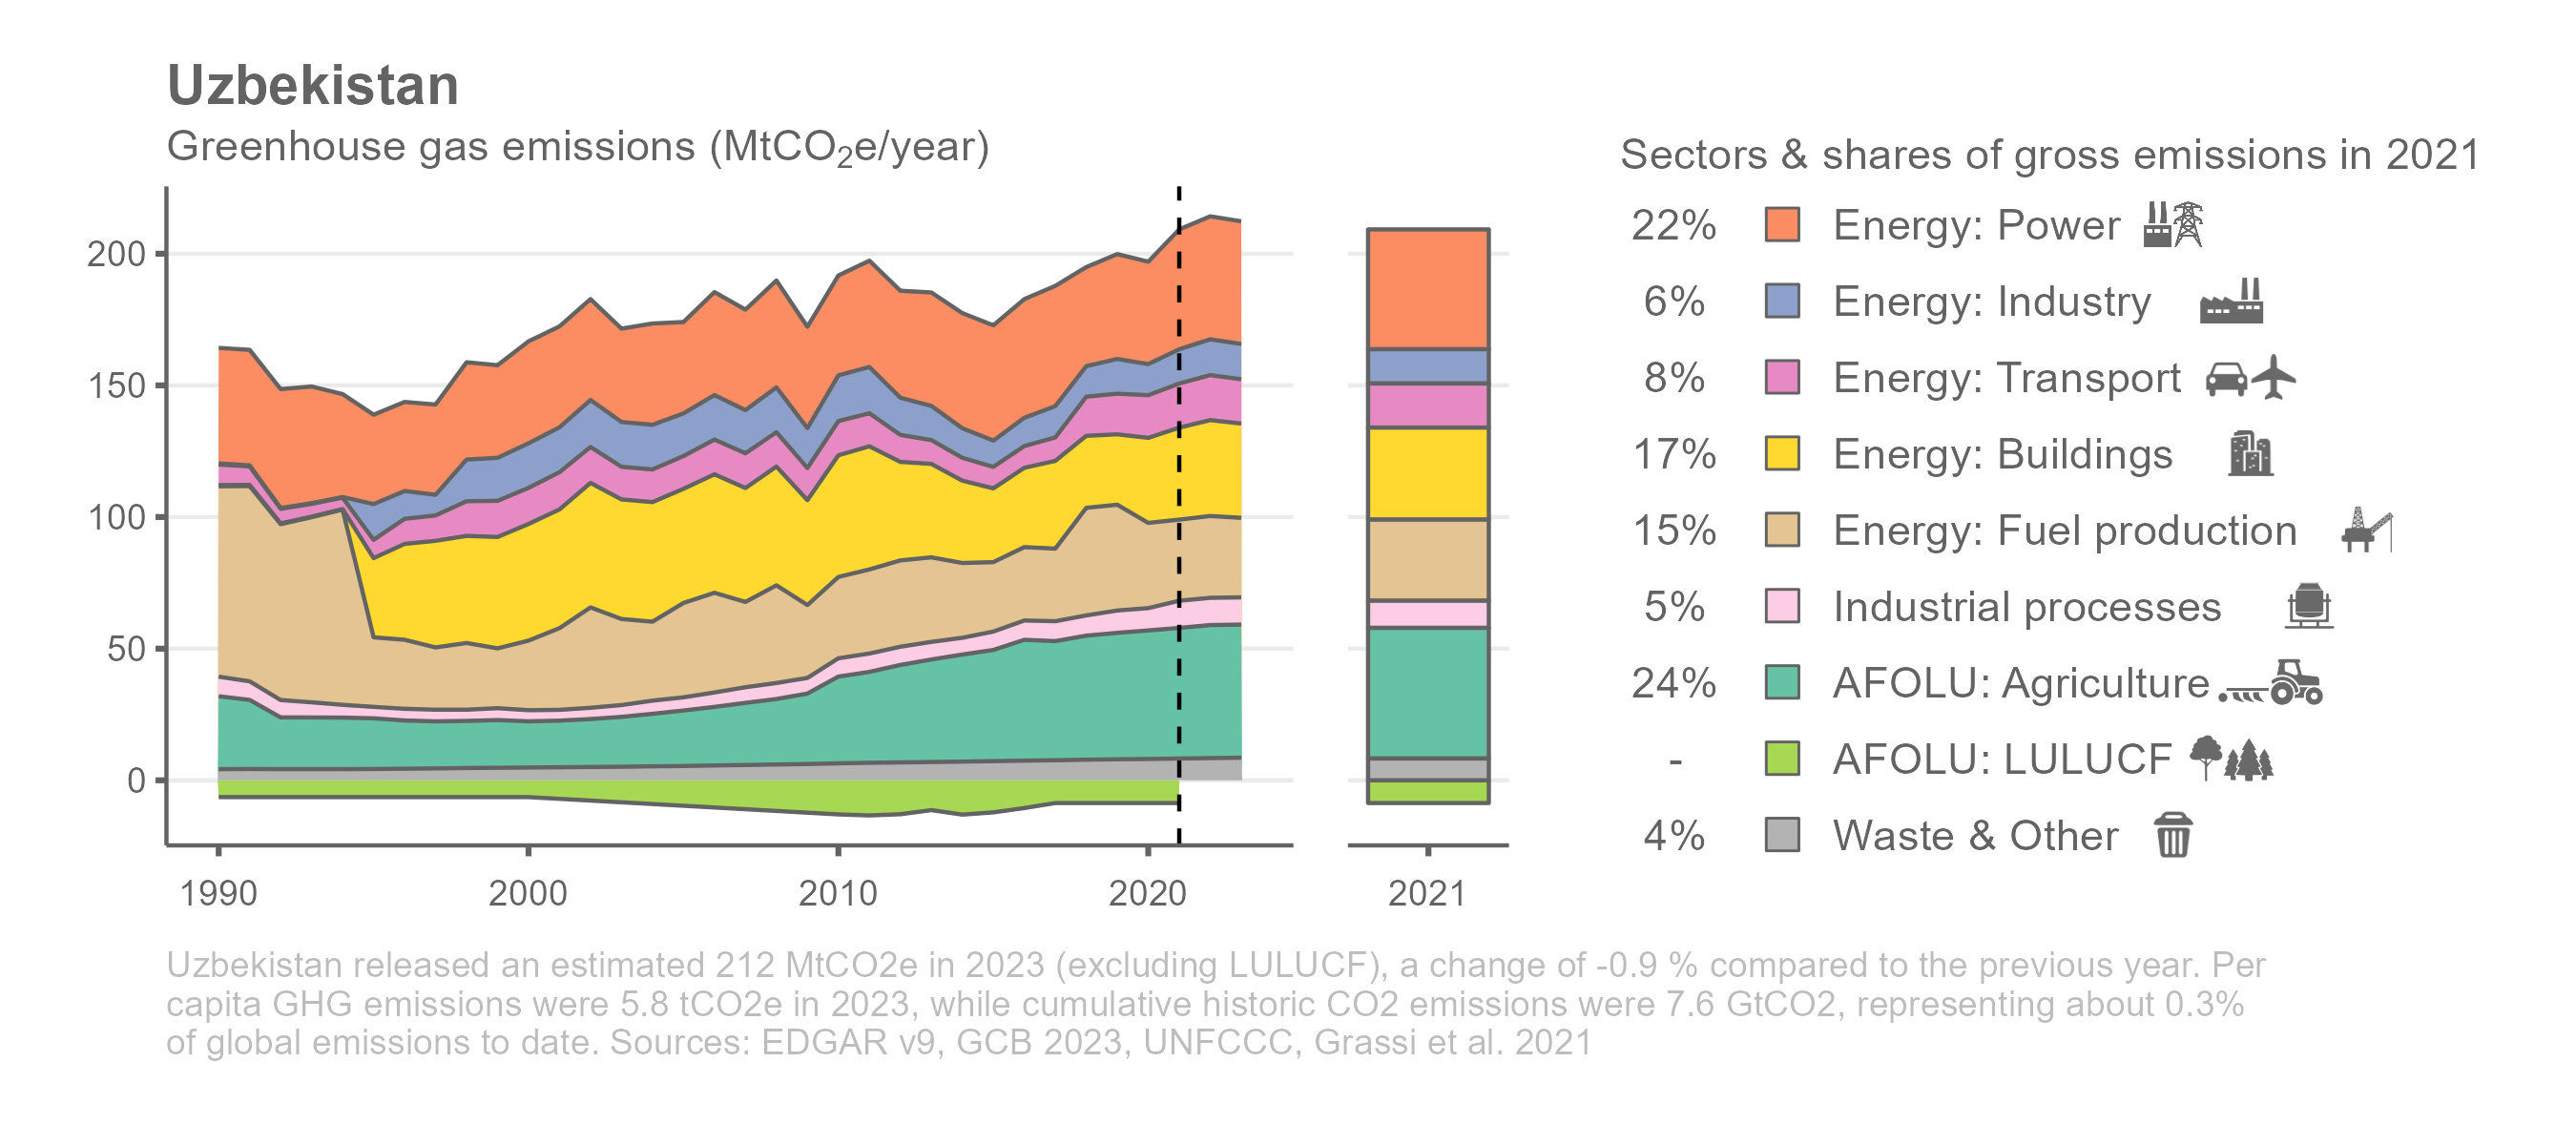 Uzbekistan
Greenhouse gas emissions (MtCO₂e/year)
Sectors & shares of gross emissions in 2021
22% Energy: Power
6% Energy: Industry
8% Energy: Transport
17% Energy: Buildings
15% Energy: Fuel production
5% Industrial processes
24% AFOLU: Agriculture
- AFOLU: LULUCF
4% Waste & Other
200
150
100
50
0
1990 2000 2010 2020 2021
Uzbekistan released an estimated 212 MtCO2e in 2023 (excluding LULUCF), a change of -0.9 % compared to the previous year. Per
capita GHG emissions were 5.8 tCO2e in 2023, while cumulative historic CO2 emissions were 7.6 GtCO2, representing about 0.3%
of global emissions to date. Sources: EDGAR v9, GCB 2023, UNFCCC, Grassi et al. 2021